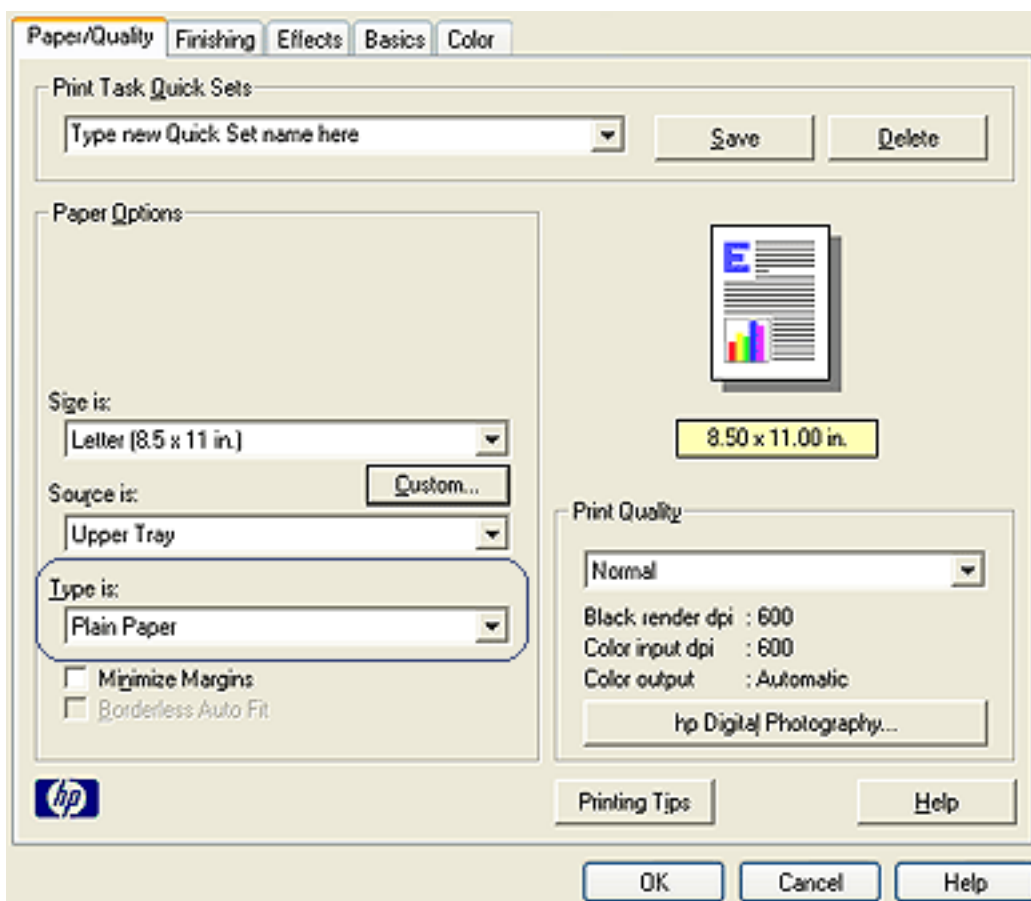 Paper/Quality Finishing Effects Basics Color
Print Task Quick Sets
Type new Quick Set name here Save Delete
Paper Options
E
Size is:
Letter (8.5 x 11 in.)
8.50 x 11.00 in.
Custom...
Source is:
Upper Tray
Type is:
Plain Paper
Minimize Margins
Borderless Auto Fit
Print Quality
Normal
Black render dpi : 600
Color input dpi : 600
Color output : Automatic
hp Digital Photography...
hp
Printing Tips Help
OK Cancel Help